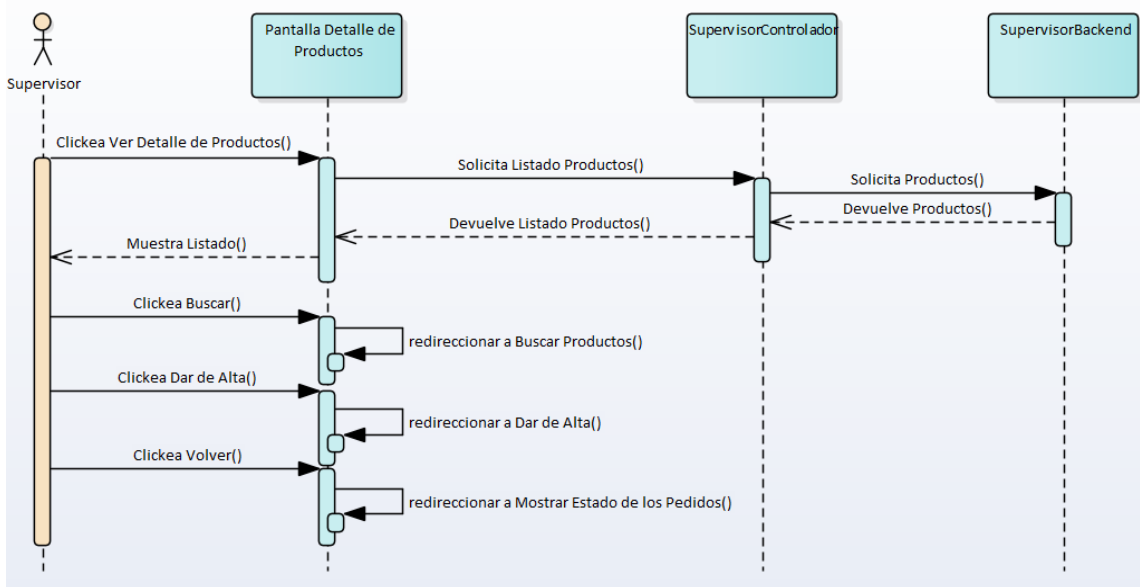 Supervisor
Pantalla Detalle de
Productos
SupervisorControlador
SupervisorBackend
Clickea Ver Detalle de Productos()
Solicita Listado Productos()
Solicita Productos()
Devuelve Productos()
Devuelve Listado Productos()
Muestra Listado()
Clickea Buscar()
redireccionar a Buscar Productos()
Clickea Dar de Alta()
redireccionar a Dar de Alta()
Clickea Volver()
redireccionar a Mostrar Estado de los Pedidos()